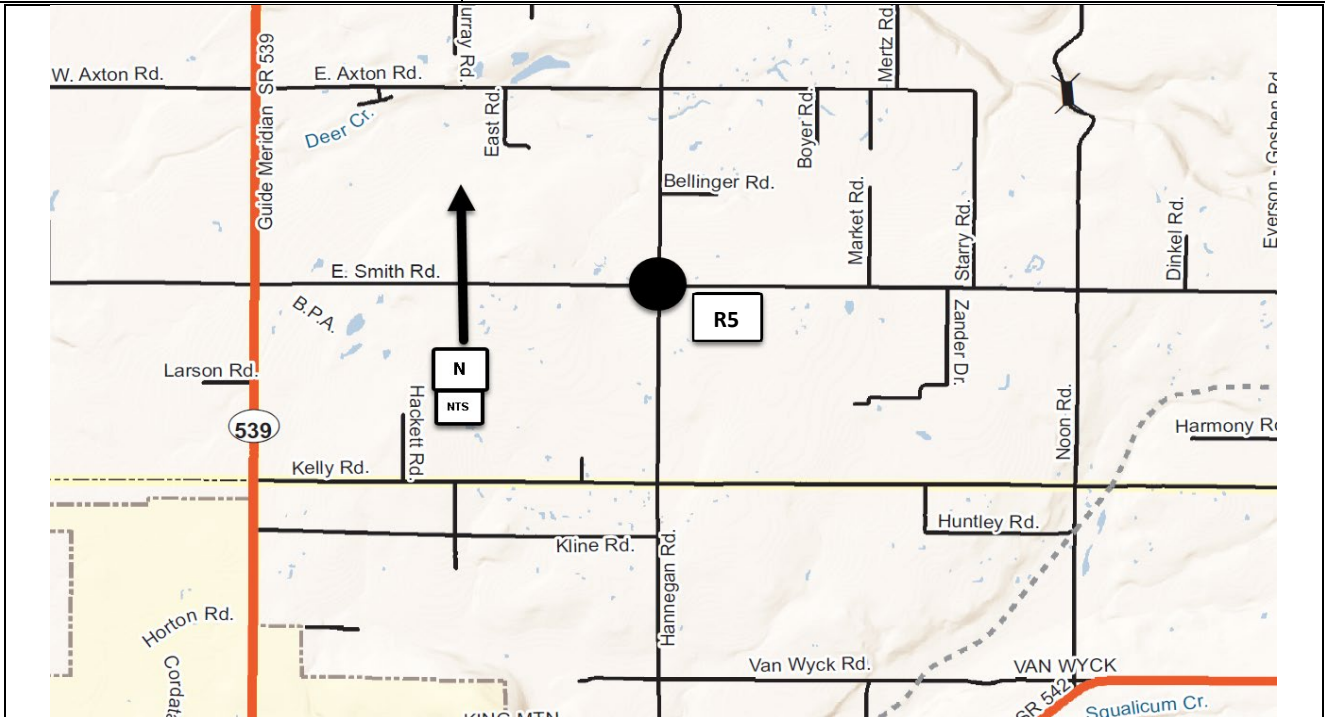 W. Axton Rd.
E. Axton Rd.
urray Rd.
Mertz Rd.
Guide Meridian SR 539
Deer Cr.
East Rd.
Boyer Rd.
Everson - Goshen Rd
Bellinger Rd.
Market Rd.
Starry Rd.
Dinkel Rd.
E. Smith Rd.
B.P.A.
R5
Zander Dr.
Larson Rd.
N
NTS
Hackett Rd.
Noon Rd.
539
Harmony Rd
Kelly Rd.
Huntley Rd.
Kline Rd.
Hannegan Rd.
Horton Rd.
Cordata
Van Wyck Rd.
VAN WYCK
SR 542
Squalicum Cr.
KING MTN